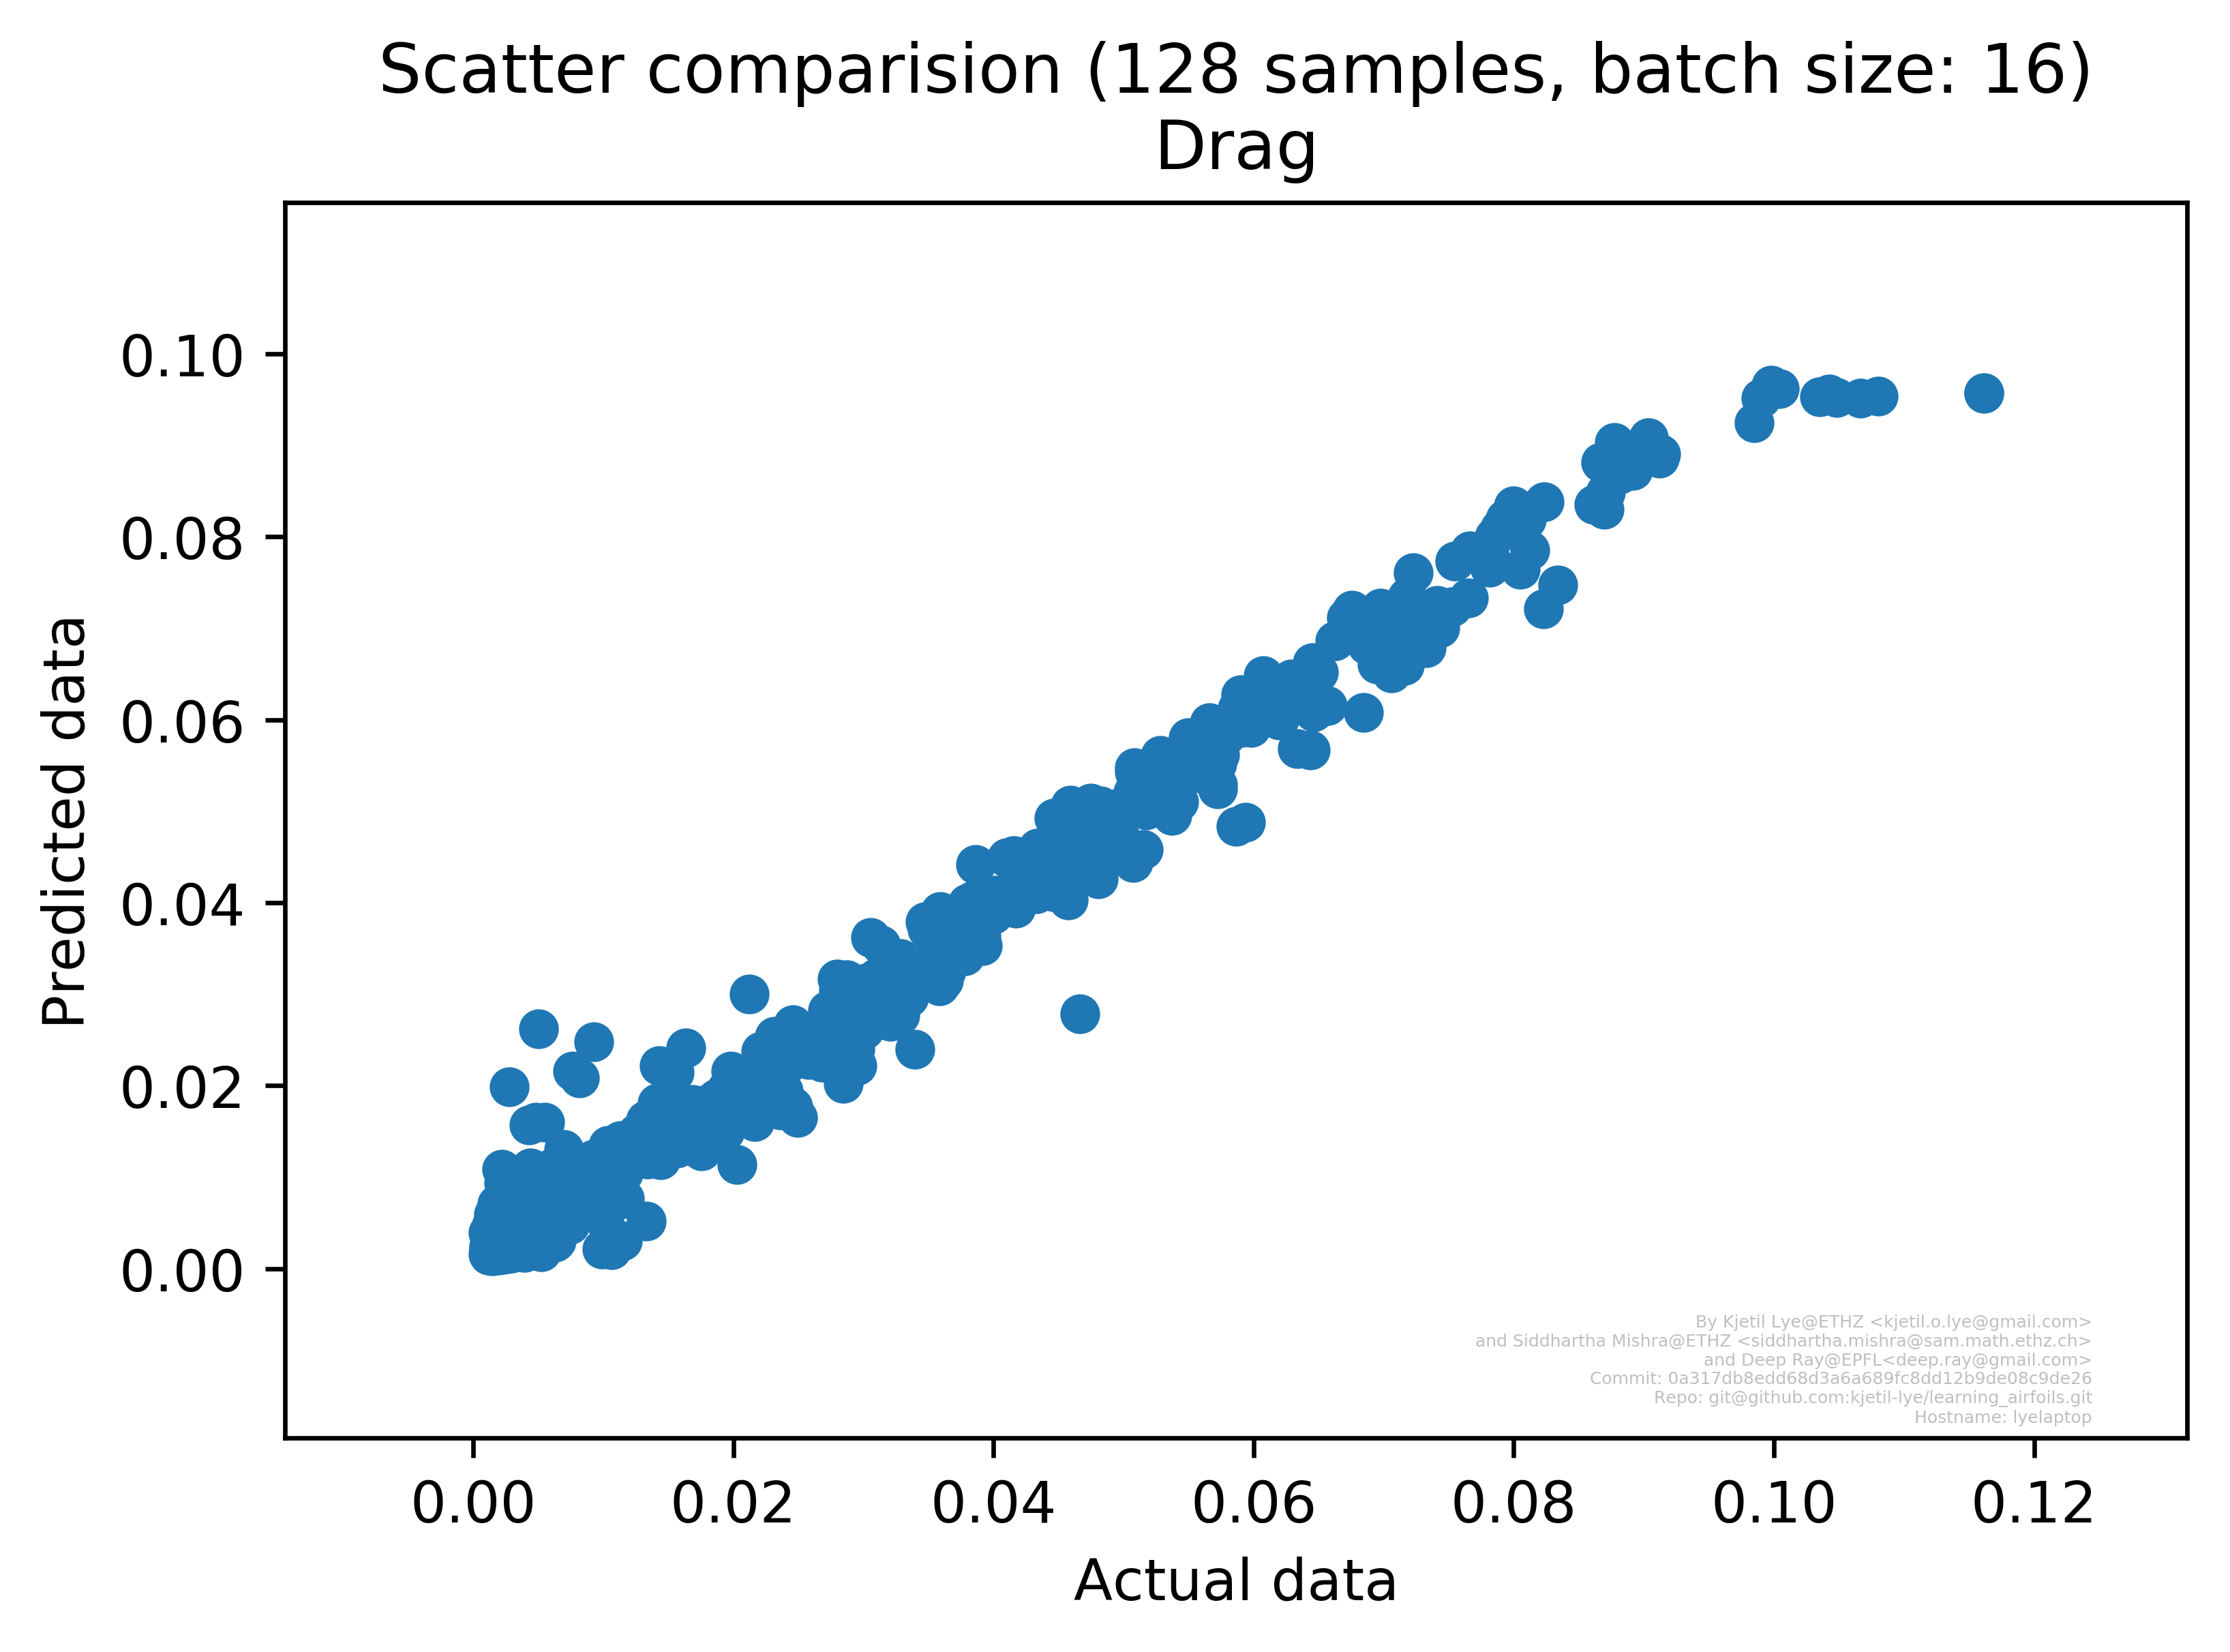 Scatter comparision (128 samples, batch size: 16)
Drag
0.10
0.08
0.06
0.04
0.02
0.00
Predicted data
By Kjetil Lye@ETHZ <kjetil.o.lye@gmail.com>
and Siddhartha Mishra@ETHZ <siddhartha.mishra@sam.math.ethz.ch>
and Deep Ray@EPFL<deep.ray@gmail.com>
Commit: 0a317db8edd68d3a6a689fc8dd12b9de08c9de26
Repo: git@github.com:kjetil-lye/learning_airfoils.git
Hostname: lyelaptop
0.00 0.02 0.04 0.06 0.08 0.10 0.12
Actual data